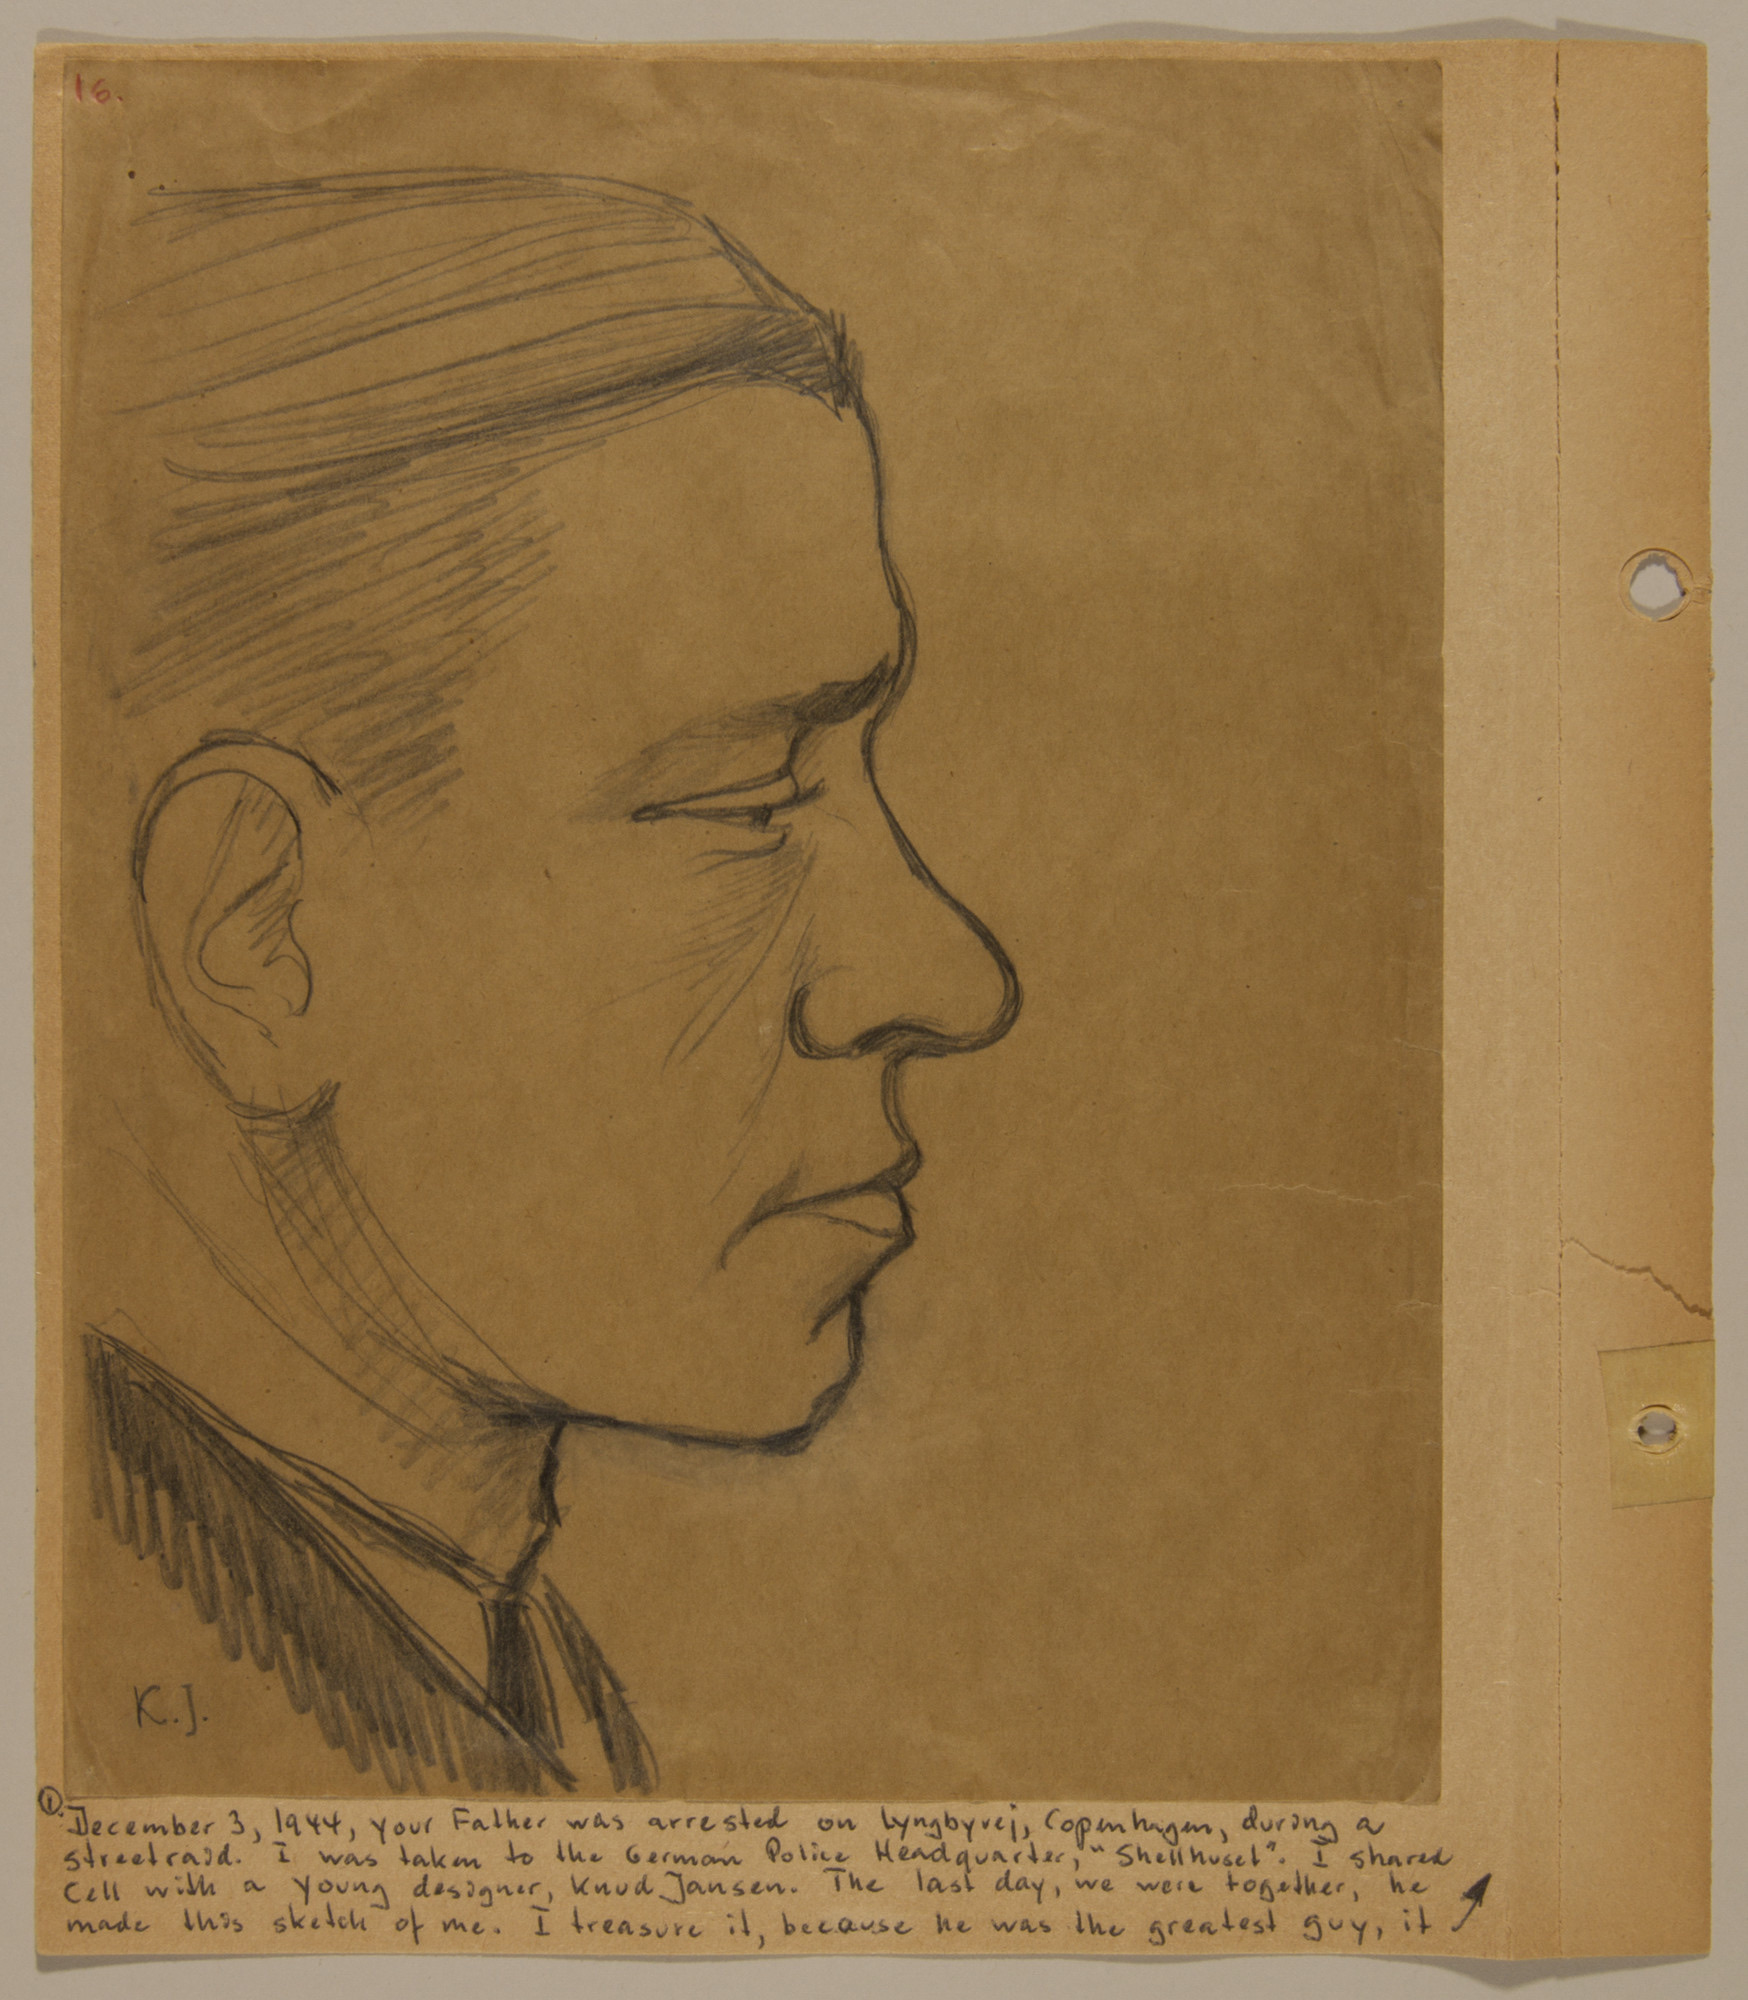 16.
K.J.
①
December 3, 1944, your Father was arrested on Lyngbyvej, Copenhagen, during a
streetraid. I was taken to the German Police Headquarter, "Shellhuset". I shared
Cell with a young designer, Knud Jansen. The last day, we were together, he
made this sketch of me. I treasure it, because he was the greatest guy, it